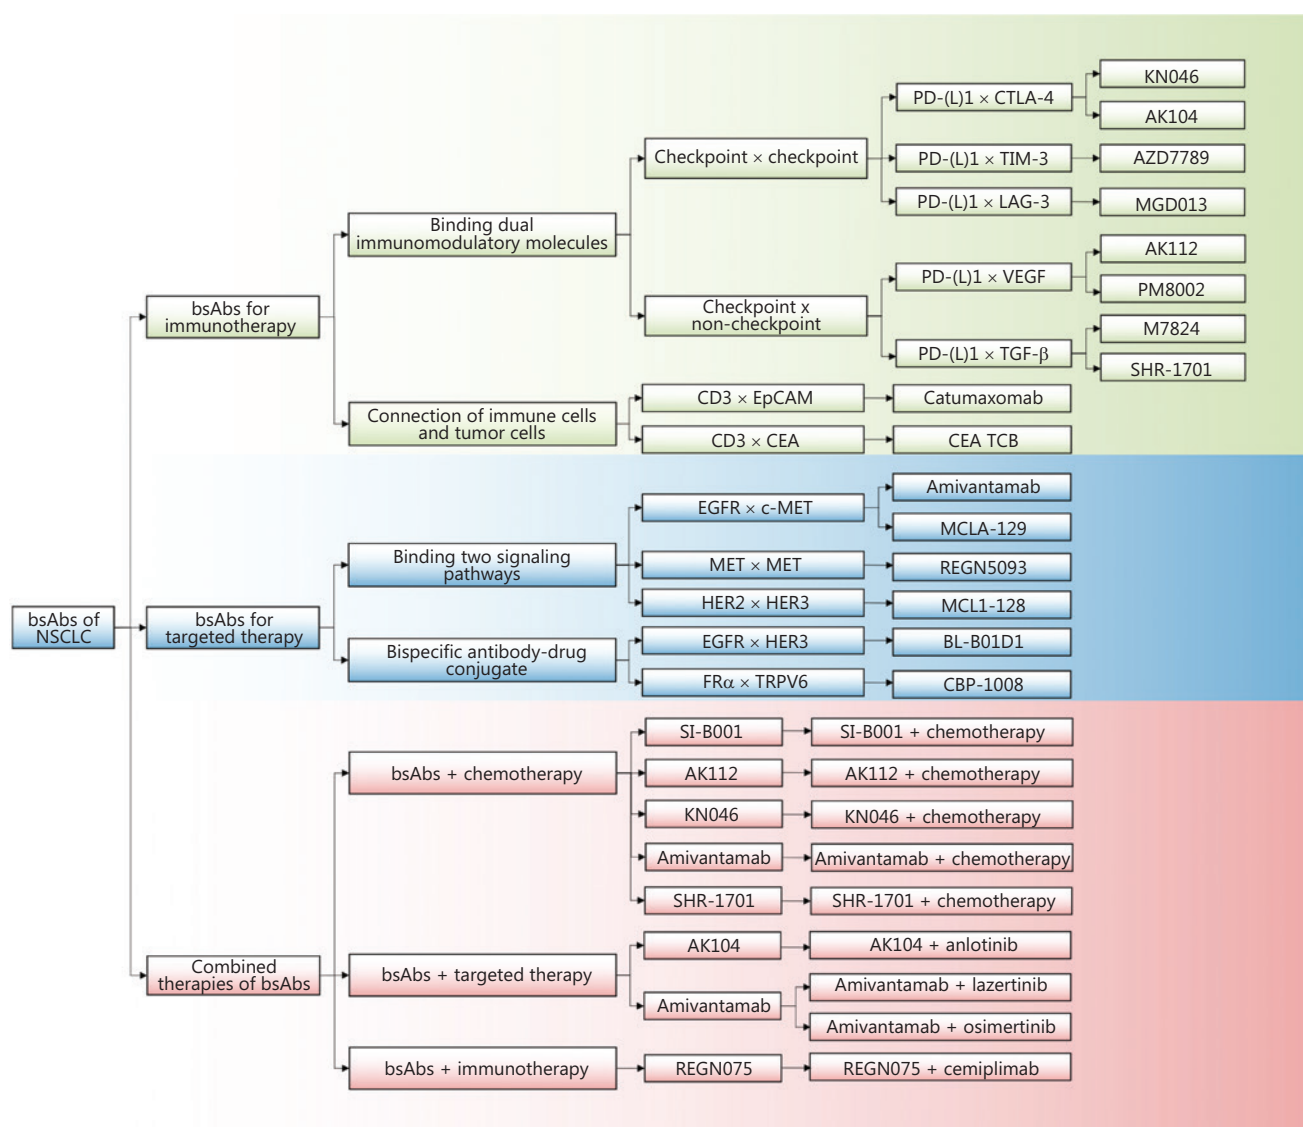 bsAbs of
NSCLC
bsAbs for
immunotherapy
Binding dual
immunomodulatory molecules
Checkpoint × checkpoint
PD-(L)1 × CTLA-4
KN046
AK104
PD-(L)1 × TIM-3
AZD7789
PD-(L)1 × LAG-3
MGD013
Checkpoint x
non-checkpoint
PD-(L)1 × VEGF
AK112
PM8002
PD-(L)1 × TGF-β
M7824
SHR-1701
Connection of immune cells
and tumor cells
CD3 × EpCAM
Catumaxomab
CD3 × CEA
CEA TCB
bsAbs for
targeted therapy
Binding two signaling
pathways
EGFR × c-MET
Amivantamab
MCLA-129
MET × MET
REGN5093
HER2 × HER3
MCL1-128
Bispecific antibody-drug
conjugate
EGFR × HER3
BL-B01D1
FRα × TRPV6
CBP-1008
Combined
therapies of bsAbs
bsAbs + chemotherapy
SI-B001
SI-B001 + chemotherapy
AK112
AK112 + chemotherapy
KN046
KN046 + chemotherapy
Amivantamab
Amivantamab + chemotherapy
SHR-1701
SHR-1701 + chemotherapy
bsAbs + targeted therapy
AK104
AK104 + anlotinib
Amivantamab
Amivantamab + lazertinib
Amivantamab + osimertinib
bsAbs + immunotherapy
REGN075
REGN075 + cemiplimab